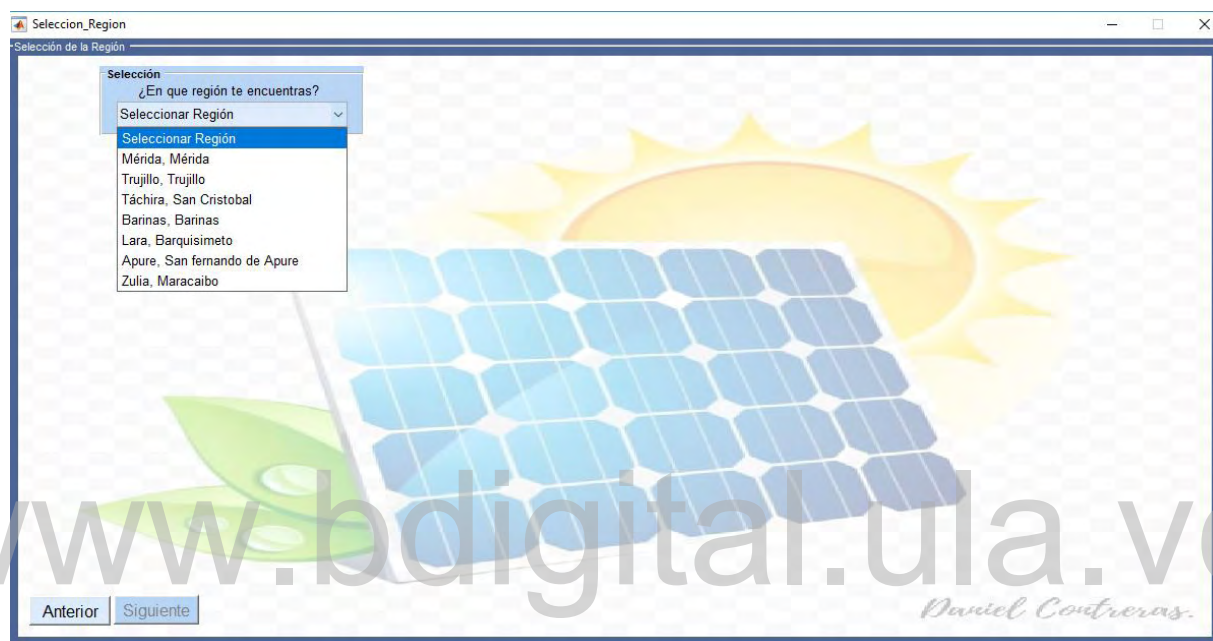 Seleccion_Region
Selección de la Región
Selección
¿En que región te encuentras?
Seleccionar Región
Seleccionar Región
Mérida, Mérida
Trujillo, Trujillo
Táchira, San Cristobal
Barinas, Barinas
Lara, Barquisimeto
Apure, San fernando de Apure
Zulia, Maracaibo
www.bdigital.ula.ve
Anterior
Siguiente
Daniel Contreras.